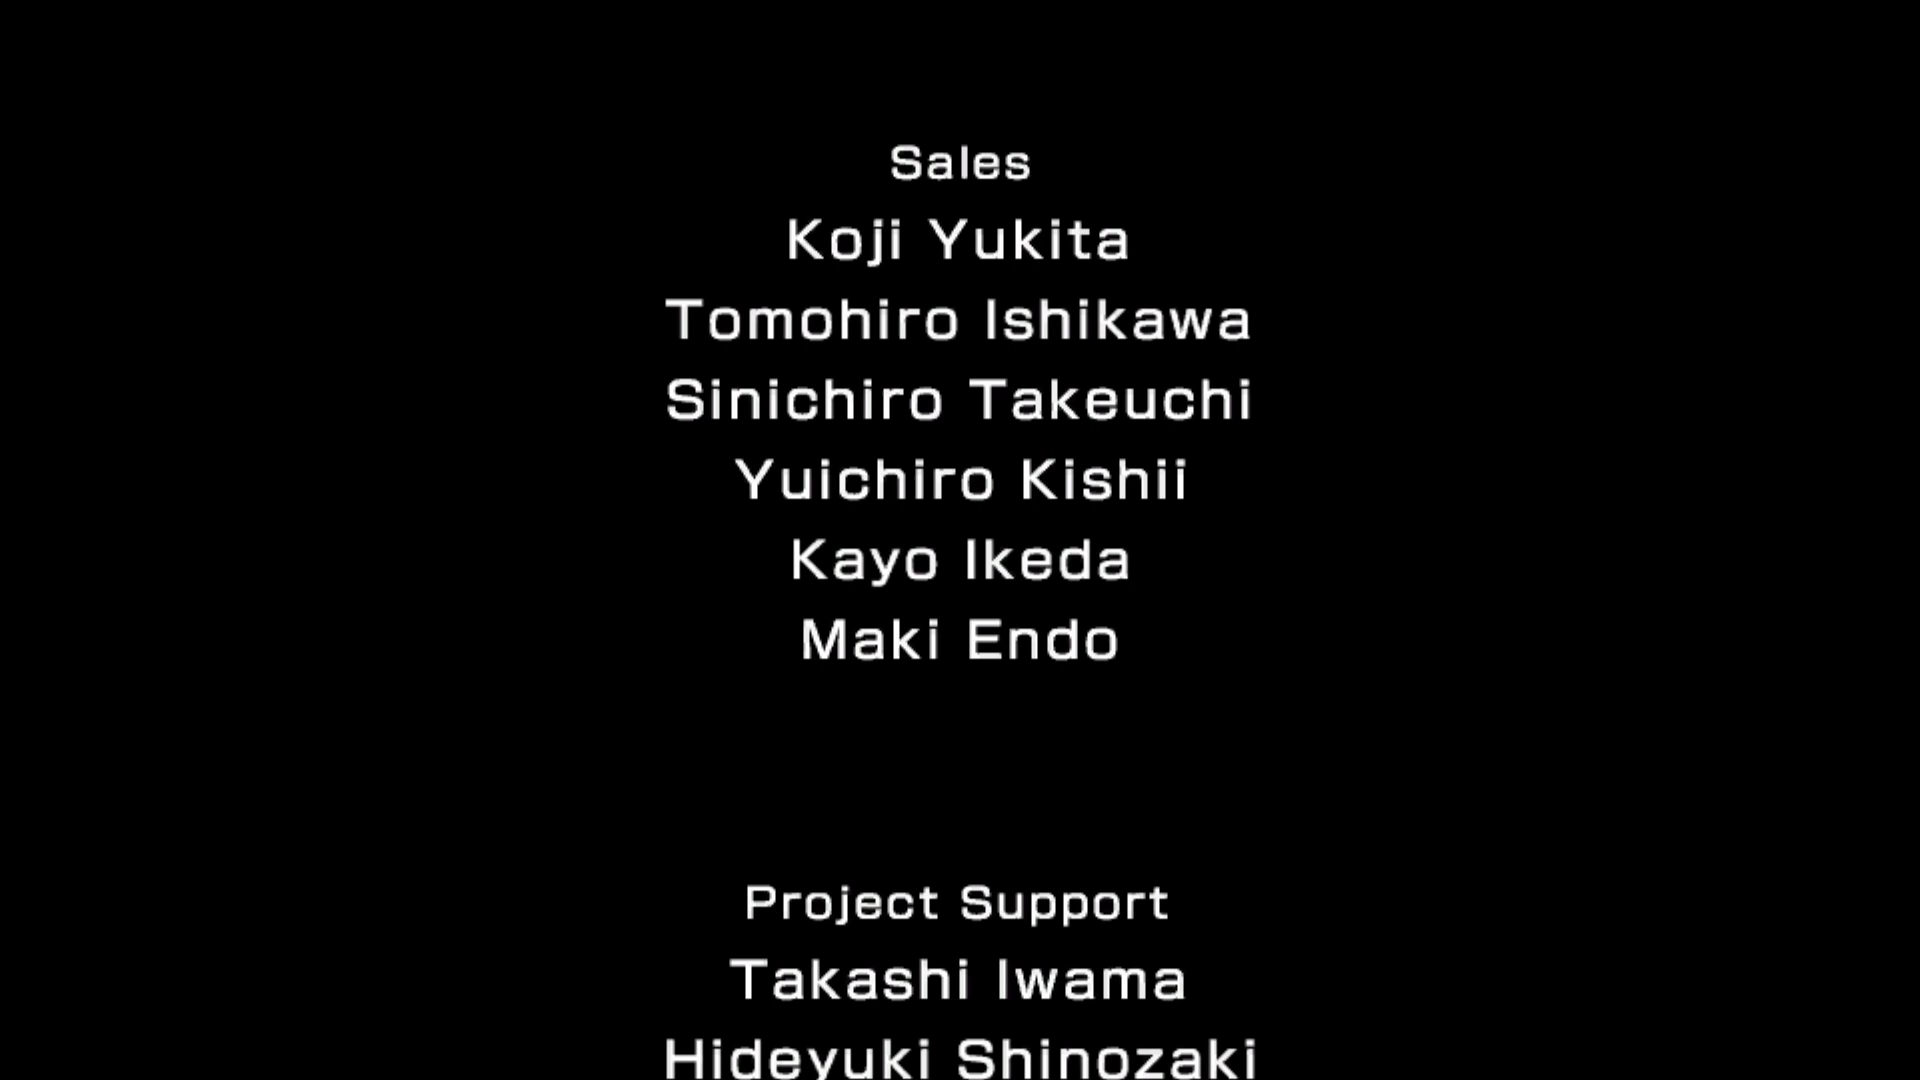 Sales
Koji Yukita
Tomohiro Ishikawa
Sinichiro Takeuchi
Yuichiro Kishii
Kayo Ikeda
Maki Endo
Project Support
Takashi Iwama
Hideyuki Shinozaki